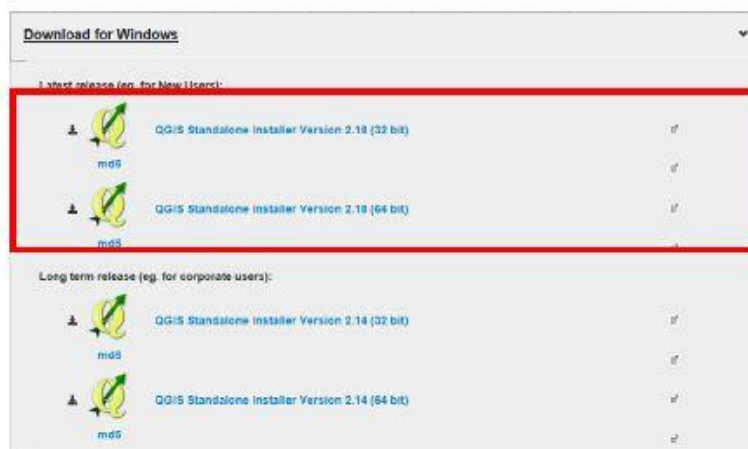 Download for Windows
Latest release (eg. for New Users):
QGIS Standalone Installer Version 2.18 (32 bit)
md5
QGIS Standalone Installer Version 2.18 (64 bit)
md5
Long term release (eg. for corporate users):
QGIS Standalone Installer Version 2.14 (32 bit)
md5
QGIS Standalone Installer Version 2.14 (64 bit)
md5